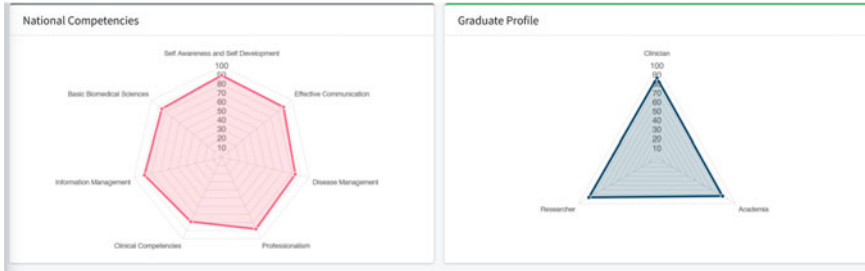 National Competencies
Self Awareness and Self Development
100
90
80
70
60
50
40
30
20
10
Basic Biomedical Sciences
Effective Communication
Information Management
Disease Management
Clinical Competencies
Professionalism
Graduate Profile
Clinician
100
90
80
70
60
50
40
30
20
10
Researcher
Academia